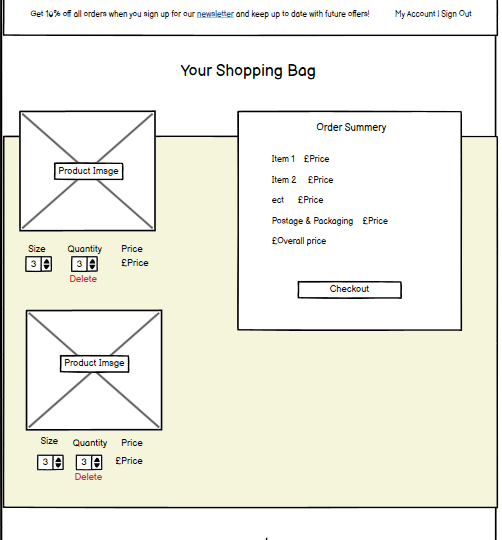 Get 10% off all orders when you sign up for our newsletter and keep up to date with future offers! My Account | Sign Out
Your Shopping Bag
Product Image
Size Quantity Price
3 3 £Price
Delete
Order Summery
Item 1 £Price
Item 2 £Price
ect £Price
Postage & Packaging £Price
£Overall price
Checkout
Product Image
Size Quantity Price
3 3 £Price
Delete